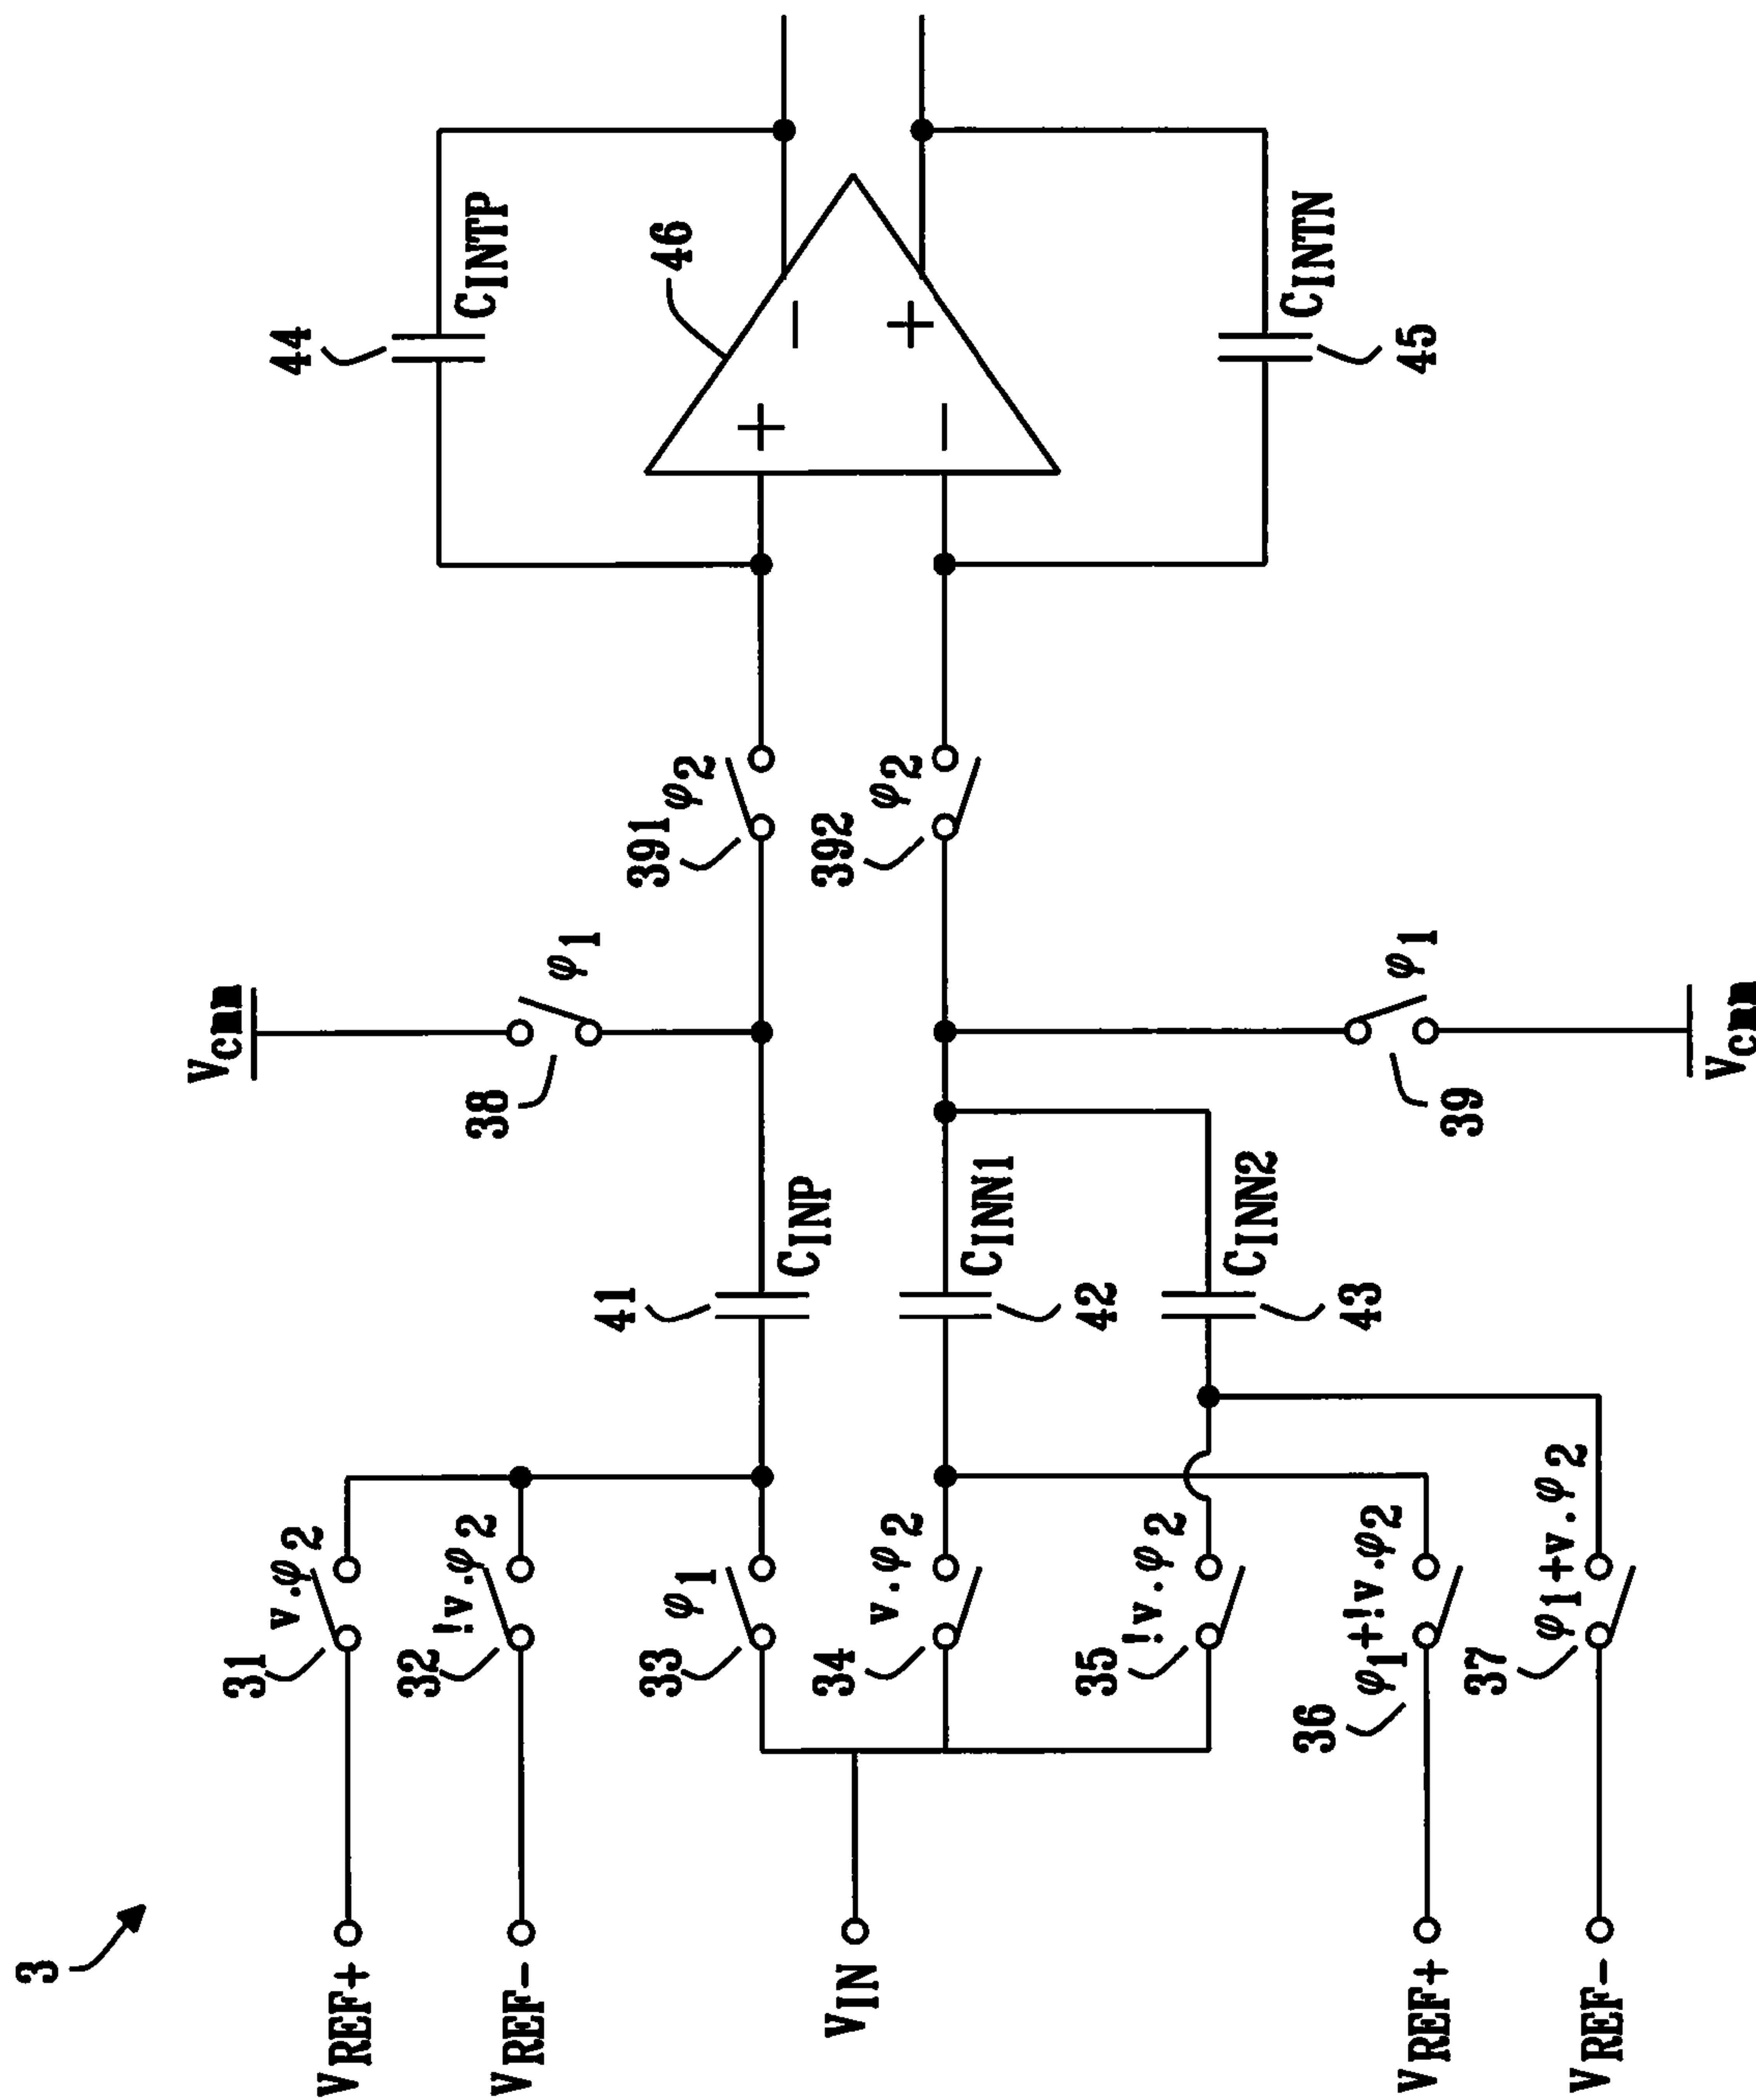 3
VREF+
31
v.φ2
VREF-
32
!v.φ2
VIN
33
φ1
34
v.φ2
35
!v.φ2
VREF+
36
φ1+!v.φ2
VREF-
37
φ1+v.φ2
41
CINP
42
CINN1
43
CINN2
Vcmn
38
φ1
39
φ1
Vcmn
391
φ2
392
φ2
44
CINTP
46
+
-
-
+
45
CINTN